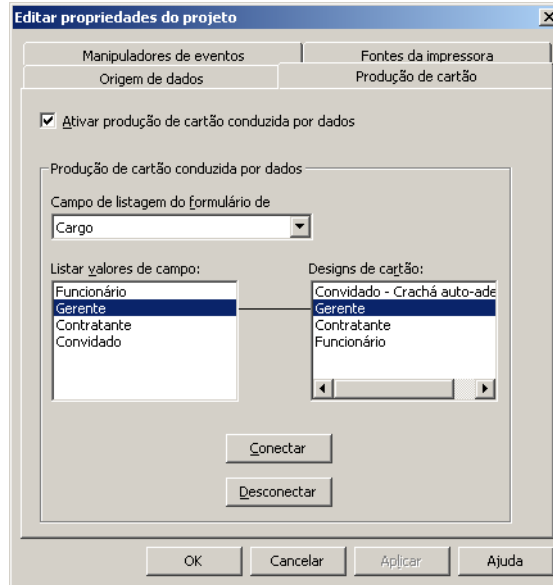 Editar propriedades do projeto
Manipuladores de eventos
Fontes da impressora
Origem de dados
Produção de cartão
Ativar produção de cartão conduzida por dados
Produção de cartão conduzida por dados
Campo de listagem do formulário de
Cargo
Listar valores de campo:
Designs de cartão:
Funcionário
Gerente
Contratante
Convidado
Convidado - Crachá auto-ade
Gerente
Contratante
Funcionário
Conectar
Desconectar
OK
Cancelar
Aplicar
Ajuda